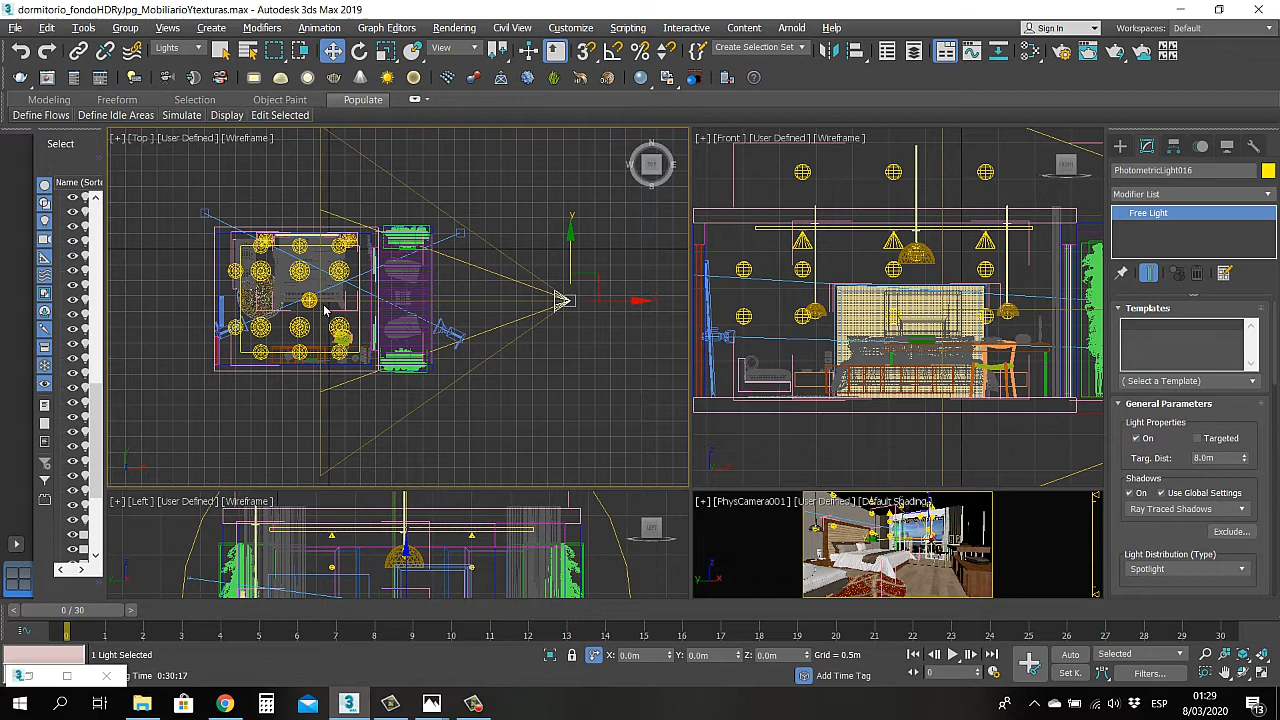 dormitorio_fondoHDRyJpg_MobiliarioYtexturas.max - Autodesk 3ds Max 2019
File Edit Tools Group Views Create Modifiers Animation Graph Editors Rendering Civil View Customize Scripting Interactive Content Arnold Help Sign In Workspaces: Default
Lights View Create Selection Set
Modeling Freeform Selection Object Paint Populate
Define Flows Define Idle Areas Simulate Display Edit Selected
Select
Name (Sorte
[+] [Top] [User Defined] [Wireframe]
N
W TOP E
S
y
[+] [Front] [User Defined] [Wireframe]
FRONT
[+] [Left] [User Defined] [Wireframe]
LEFT
[+] [PhysCamera001] [User Defined] [Default Shading]
PhotometricLight016
Modifier List
Free Light
Templates
(Select a Template)
General Parameters
Light Properties
On Targeted
Targ. Dist: 8.0m
Shadows
On Use Global Settings
Ray Traced Shadows
Exclude...
Light Distribution (Type)
Spotlight
0 / 30
0 1 2 3 4 5 6 7 8 9 10 11 12 13 14 15 16 17 18 19 20 21 22 23 24 25 26 27 28 29 30
1 Light Selected X: 0.0m Y: 0.0m Z: 0.0m Grid = 0.5m Auto Selected
ng Time 0:30:17 Add Time Tag 0 Set K. Filters...
ESP 01:29
8/03/2020 13